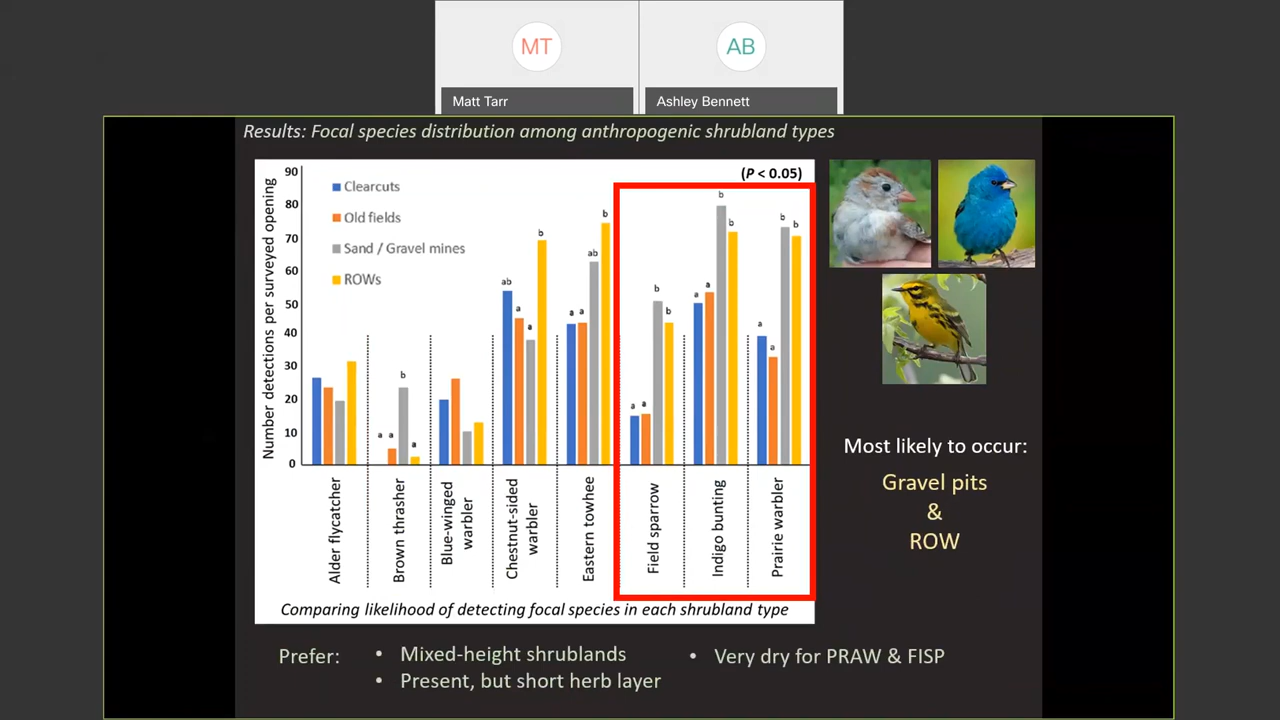 MT
AB
Matt Tarr
Ashley Bennett
Results: Focal species distribution among anthropogenic shrubland types
(P < 0.05)
Number detections per surveyed opening
90
80
70
60
50
40
30
20
10
0
Clearcuts
Old fields
Sand / Gravel mines
ROWs
a
a
b
a
ab
a
a
b
a
a
ab
b
a
a
b
b
a
a
b
b
a
a
b
b
Alder flycatcher
Brown thrasher
Blue-winged
warbler
Chestnut-sided
warbler
Eastern towhee
Field sparrow
Indigo bunting
Prairie warbler
Comparing likelihood of detecting focal species in each shrubland type
Most likely to occur:
Gravel pits
&
ROW
Prefer:
• Mixed-height shrublands
• Present, but short herb layer
• Very dry for PRAW & FISP